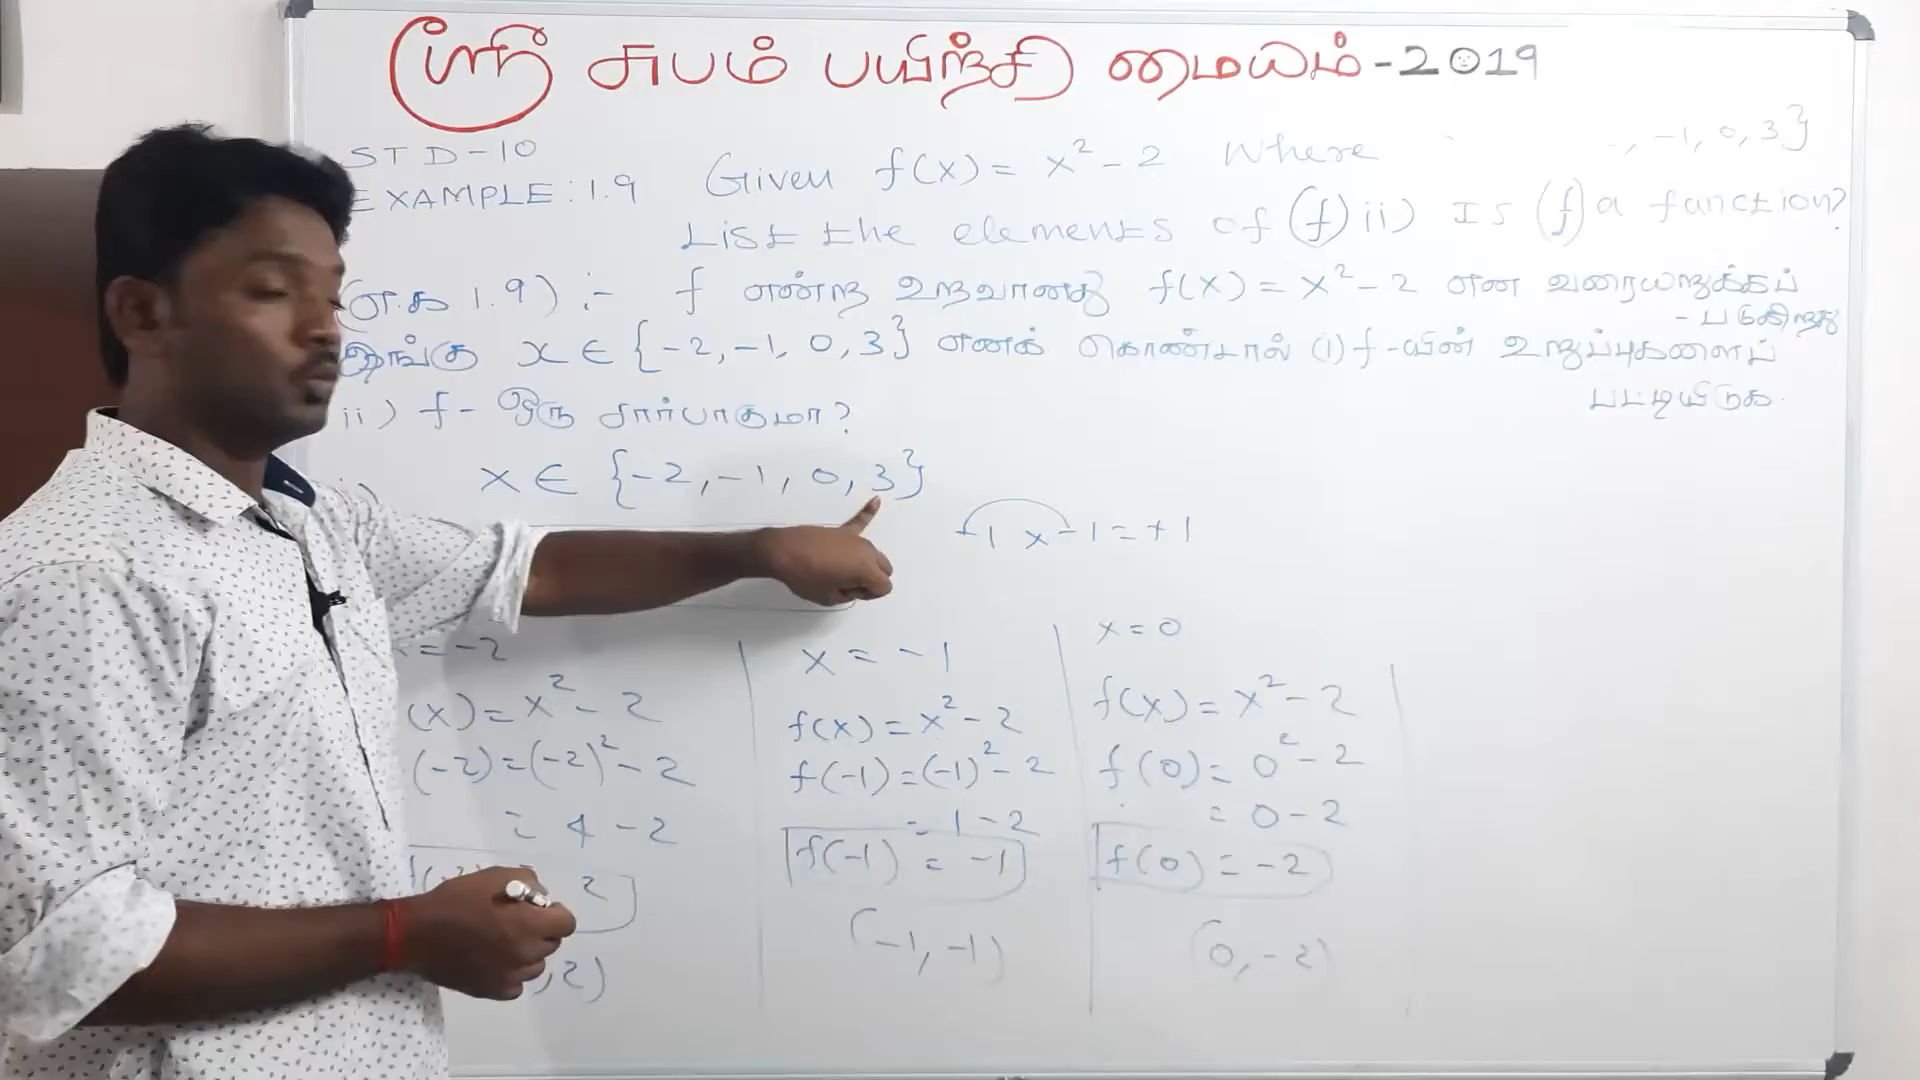 ஸ்ரீ சுபம் பயிற்சி மையம்-2019
STD-10
EXAMPLE: 1.9
Given f(x) = x² - 2 Where , -1, 0, 3}
List the elements of (f) ii) Is (f) a function?
(எ.கா 1.9) :- f என்ற உறவானது f(x) = x² - 2 என வரையறுக்கப்
- படுகிறது
இங்கு x ∈ {-2, -1, 0, 3} எனக் கொண்டால் (i) f -யின் உறுப்புகளைப்
பட்டியிடுக.
ii) f - ஒரு சார்பாகுமா?
i)
x ∈ {-2, -1, 0, 3}
-1 x -1 = +1
= -2
(x) = x² - 2
(-2) = (-2)² - 2
= 4 - 2
2
,2)
x = -1
f(x) = x² - 2
f(-1) = (-1)² - 2
= 1 - 2
f(-1) = -1
(-1, -1)
x = 0
f(x) = x² - 2
f(0) = 0² - 2
= 0 - 2
f(0) = -2
(0, -2)